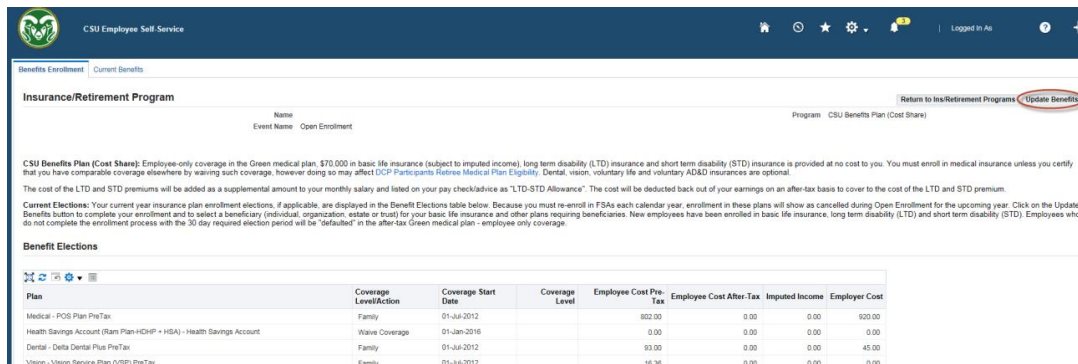 CSU Employee Self-Service
3
Logged In As
Benefits Enrollment Current Benefits
Insurance/Retirement Program
Return to Ins/Retirement Programs Update Benefits
Name
Program CSU Benefits Plan (Cost Share)
Event Name Open Enrollment
CSU Benefits Plan (Cost Share): Employee-only coverage in the Green medical plan, $70,000 in basic life insurance (subject to imputed income), long term disability (LTD) insurance and short term disability (STD) insurance is provided at no cost to you. You must enroll in medical insurance unless you certify
that you have comparable coverage elsewhere by waiving such coverage, however doing so may affect DCP Participants Retiree Medical Plan Eligibility. Dental, vision, voluntary life and voluntary AD&D insurances are optional.
The cost of the LTD and STD premiums will be added as a supplemental amount to your monthly salary and listed on your pay check/advice as "LTD-STD Allowance". The cost will be deducted back out of your earnings on an after-tax basis to cover to the cost of the LTD and STD premium.
Current Elections: Your current year insurance plan enrollment elections, if applicable, are displayed in the Benefit Elections table below. Because you must re-enroll in FSAs each calendar year, enrollment in these plans will show as cancelled during Open Enrollment for the upcoming year. Click on the Update
Benefits button to complete your enrollment and to select a beneficiary (individual, organization, estate or trust) for your basic life insurance and other plans requiring beneficiaries. New employees have been enrolled in basic life insurance, long term disability (LTD) and short term disability (STD). Employees who
do not complete the enrollment process with the 30 day required election period will be "defaulted" in the after-tax Green medical plan - employee only coverage.
Benefit Elections
Plan Coverage Level/Action Coverage Start Date Coverage Level Employee Cost Pre-Tax Employee Cost After-Tax Imputed Income Employer Cost
Medical - POS Plan PreTax Family 01-Jul-2012 802.00 0.00 0.00 920.00
Health Savings Account (Ram Plan-HDHP + HSA) - Health Savings Account Waive Coverage 01-Jan-2016 0.00 0.00 0.00 0.00
Dental - Delta Dental Plus PreTax Family 01-Jul-2012 93.00 0.00 0.00 45.00
Vision - Vision Service Plan (VSP) PreTax Family 01-Jul-2012 16.36 0.00 0.00 0.00